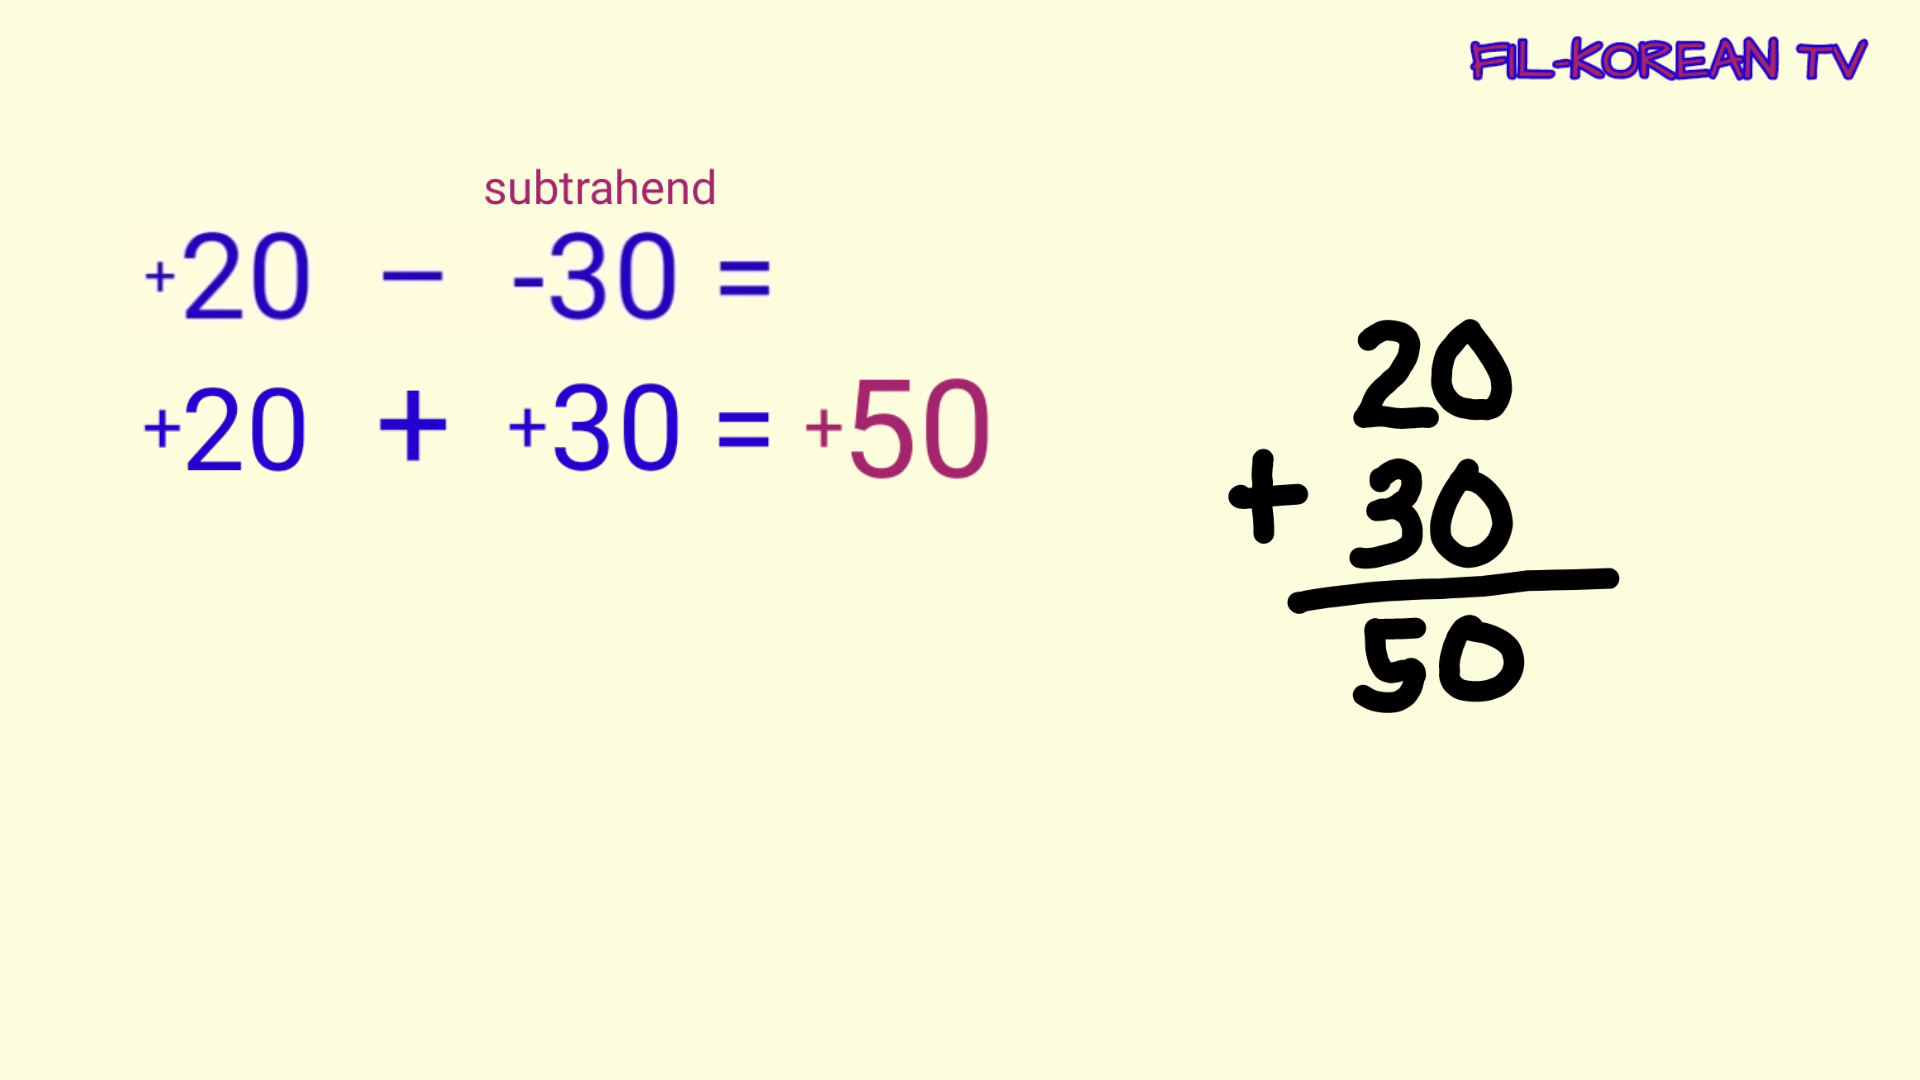 FIL-KOREAN TV
subtrahend
+20 – -30 =
+20 + +30 = +50
20
+ 30
50